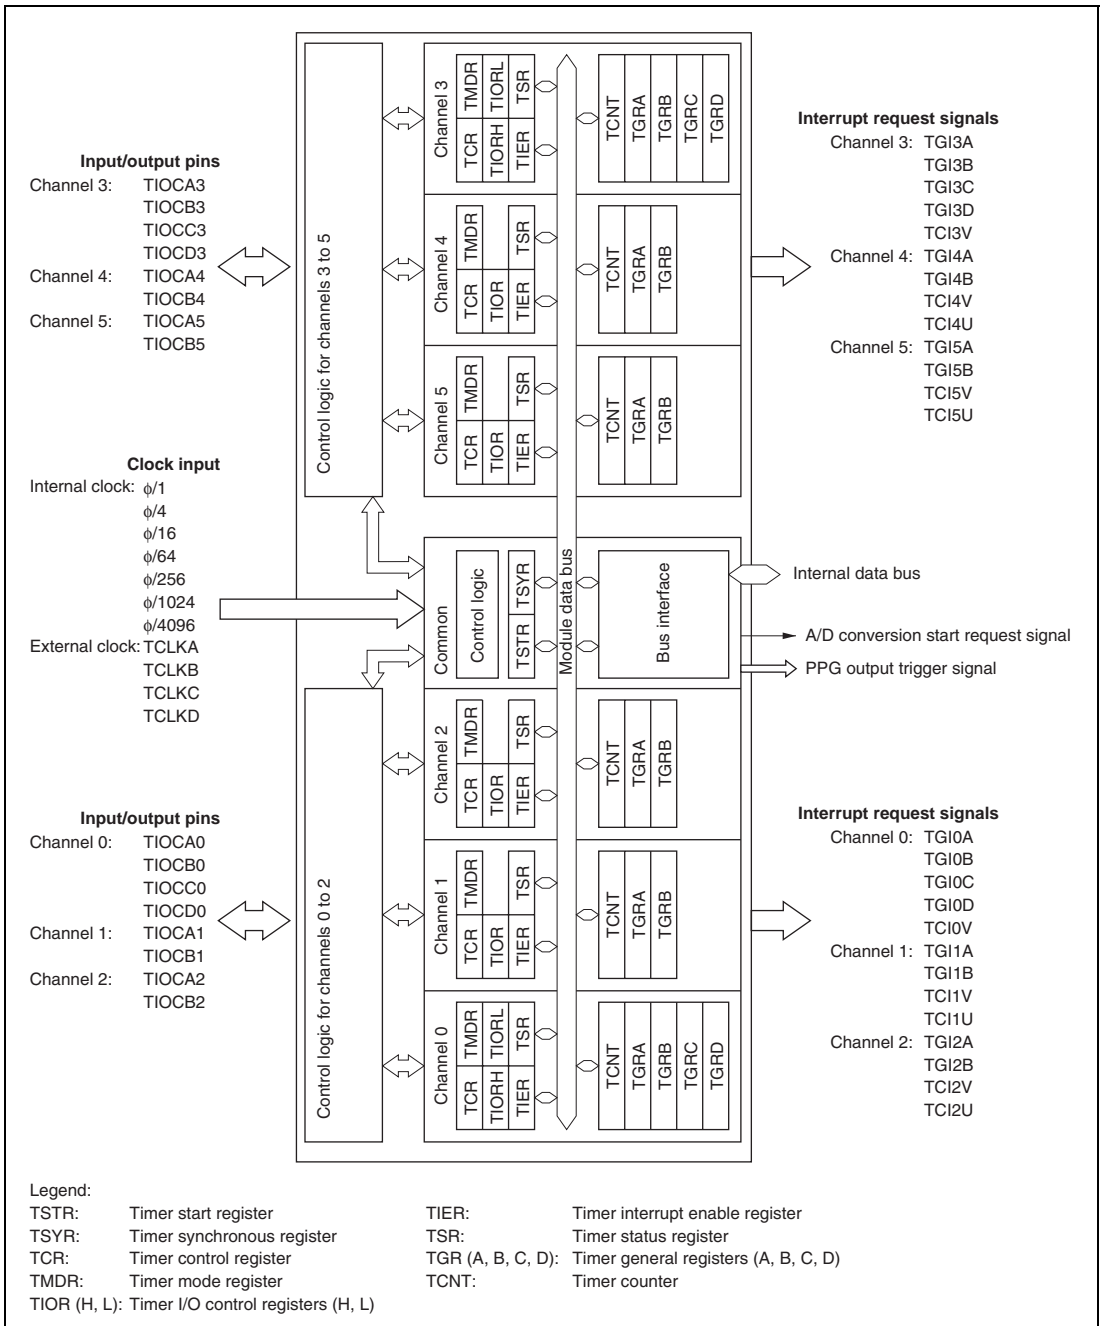 Input/output pins
Channel 3: TIOCA3
TIOCB3
TIOCC3
TIOCD3
Channel 4: TIOCA4
TIOCB4
Channel 5: TIOCA5
TIOCB5
Clock input
Internal clock: ϕ/1
ϕ/4
ϕ/16
ϕ/64
ϕ/256
ϕ/1024
ϕ/4096
External clock: TCLKA
TCLKB
TCLKC
TCLKD
Input/output pins
Channel 0: TIOCA0
TIOCB0
TIOCC0
TIOCD0
Channel 1: TIOCA1
TIOCB1
Channel 2: TIOCA2
TIOCB2
Control logic for channels 3 to 5
Control logic for channels 0 to 2
Channel 3
TCR TMDR
TIORH TIORL
TIER TSR
TCNT
TGRA
TGRB
TGRC
TGRD
Channel 4
TCR TMDR
TIOR
TIER TSR
TCNT
TGRA
TGRB
Channel 5
TCR TMDR
TIOR
TIER TSR
TCNT
TGRA
TGRB
Common
Control logic
TSTR TSYR
Module data bus
Bus interface
Channel 2
TCR TMDR
TIOR
TIER TSR
TCNT
TGRA
TGRB
Channel 1
TCR TMDR
TIOR
TIER TSR
TCNT
TGRA
TGRB
Channel 0
TCR TMDR
TIORH TIORL
TIER TSR
TCNT
TGRA
TGRB
TGRC
TGRD
Interrupt request signals
Channel 3: TGI3A
TGI3B
TGI3C
TGI3D
TCI3V
Channel 4: TGI4A
TGI4B
TCI4V
TCI4U
Channel 5: TGI5A
TGI5B
TCI5V
TCI5U
Internal data bus
A/D conversion start request signal
PPG output trigger signal
Interrupt request signals
Channel 0: TGI0A
TGI0B
TGI0C
TGI0D
TCI0V
Channel 1: TGI1A
TGI1B
TCI1V
TCI1U
Channel 2: TGI2A
TGI2B
TCI2V
TCI2U
Legend:
TSTR: Timer start register
TSYR: Timer synchronous register
TCR: Timer control register
TMDR: Timer mode register
TIOR (H, L): Timer I/O control registers (H, L)
TIER: Timer interrupt enable register
TSR: Timer status register
TGR (A, B, C, D): Timer general registers (A, B, C, D)
TCNT: Timer counter